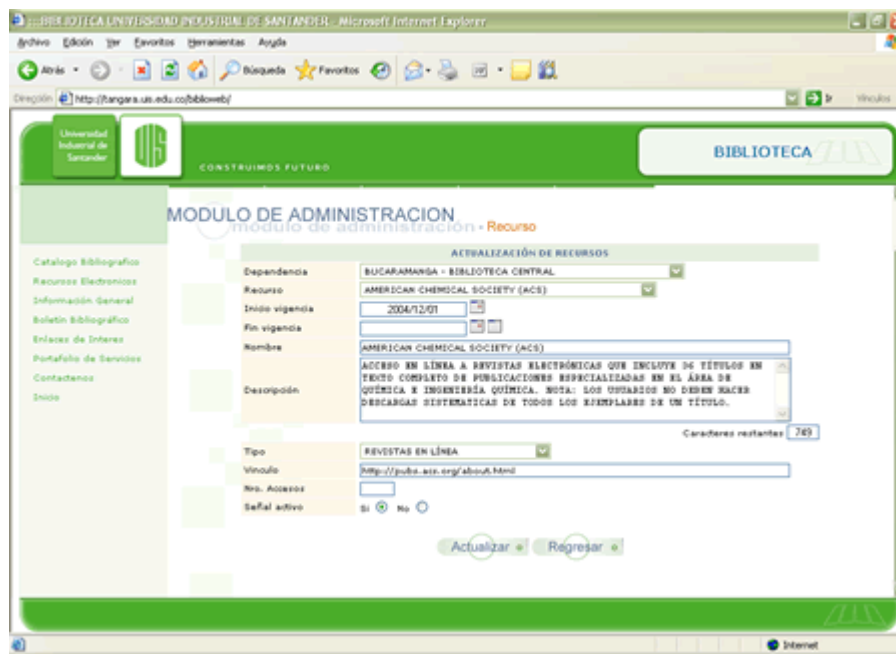 :::BIBLIOTECA UNIVERSIDAD INDUSTRIAL DE SANTANDER - Microsoft Internet Explorer
Archivo Edición Ver Favoritos Herramientas Ayuda
Atrás Búsqueda Favoritos
Dirección http://tangara.uis.edu.co/biblioweb/ Ir Vínculos
Universidad
Industrial de
Santander
UIS
CONSTRUIMOS FUTURO
BIBLIOTECA
MODULO DE ADMINISTRACION
modulo de administración - Recurso
Catalogo Bibliografico
Recursos Electronicos
Información General
Boletin Bibliográfico
Enlaces de Interes
Portafolio de Servicios
Contactenos
Inicio
ACTUALIZACIÓN DE RECURSOS
Dependencia BUCARAMANGA - BIBLIOTECA CENTRAL
Recurso AMERICAN CHEMICAL SOCIETY (ACS)
Inicio vigencia 2004/12/01
Fin vigencia
Nombre AMERICAN CHEMICAL SOCIETY (ACS)
Descripción
ACCESO EN LÍNEA A REVISTAS ELECTRÓNICAS QUE INCLUYE 36 TÍTULOS EN
TEXTO COMPLETO DE PUBLICACIONES ESPECIALIZADAS EN EL ÁREA DE
QUÍMICA E INGENIERÍA QUÍMICA. NOTA: LOS USUARIOS NO DEBEN HACER
DESCARGAS SISTEMATICAS DE TODOS LOS EJEMPLARES DE UN TÍTULO.
Caracteres restantes 749
Tipo REVISTAS EN LÍNEA
Vinculo http://pubs.acs.org/about.html
Nro. Accesos
Señal activo Si No
Actualizar Regresar
Internet